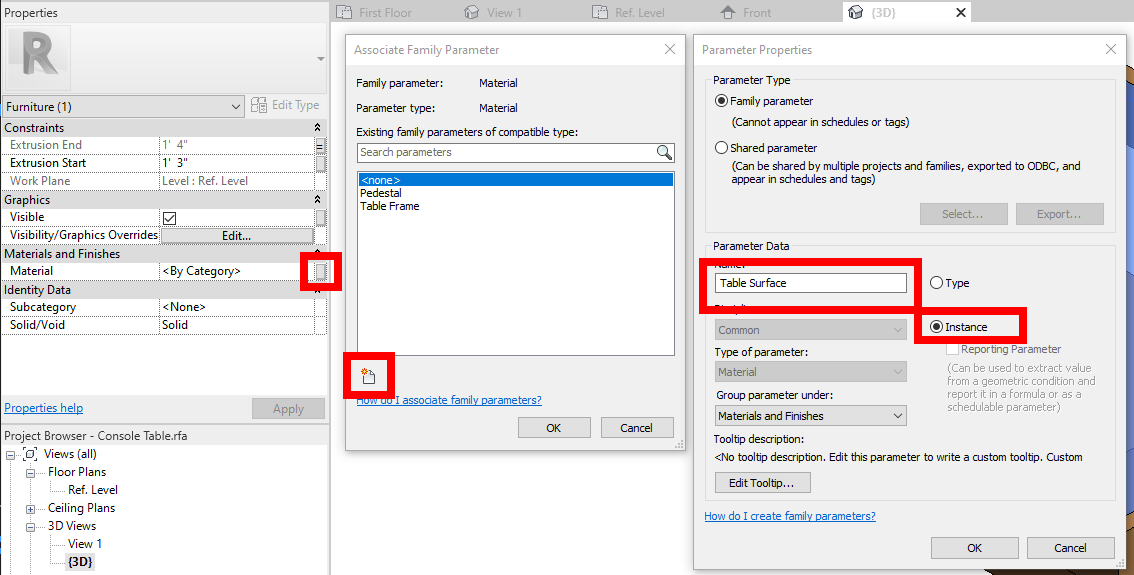 Properties
R
Furniture (1)
Edit Type
Constraints
Extrusion End 1' 4"
Extrusion Start 1' 3"
Work Plane Level : Ref. Level
Graphics
Visible
Visibility/Graphics Overrides Edit...
Materials and Finishes
Material <By Category>
Identity Data
Subcategory <None>
Solid/Void Solid
Properties help
Apply
Project Browser - Console Table.rfa
Views (all)
Floor Plans
Ref. Level
Ceiling Plans
3D Views
View 1
{3D}
First Floor
View 1
Ref. Level
Front
{3D}
Associate Family Parameter
Family parameter: Material
Parameter type: Material
Existing family parameters of compatible type:
Search parameters
<none>
Pedestal
Table Frame
How do I associate family parameters?
OK
Cancel
Parameter Properties
Parameter Type
Family parameter
(Cannot appear in schedules or tags)
Shared parameter
(Can be shared by multiple projects and families, exported to ODBC, and
appear in schedules and tags)
Select...
Export...
Parameter Data
Table Surface
Type
Common
Instance
Reporting Parameter
Type of parameter:
Material
(Can be used to extract value
from a geometric condition and
report it in a formula or as a
schedulable parameter)
Group parameter under:
Materials and Finishes
Tooltip description:
<No tooltip description. Edit this parameter to write a custom tooltip. Custom
Edit Tooltip...
How do I create family parameters?
OK
Cancel